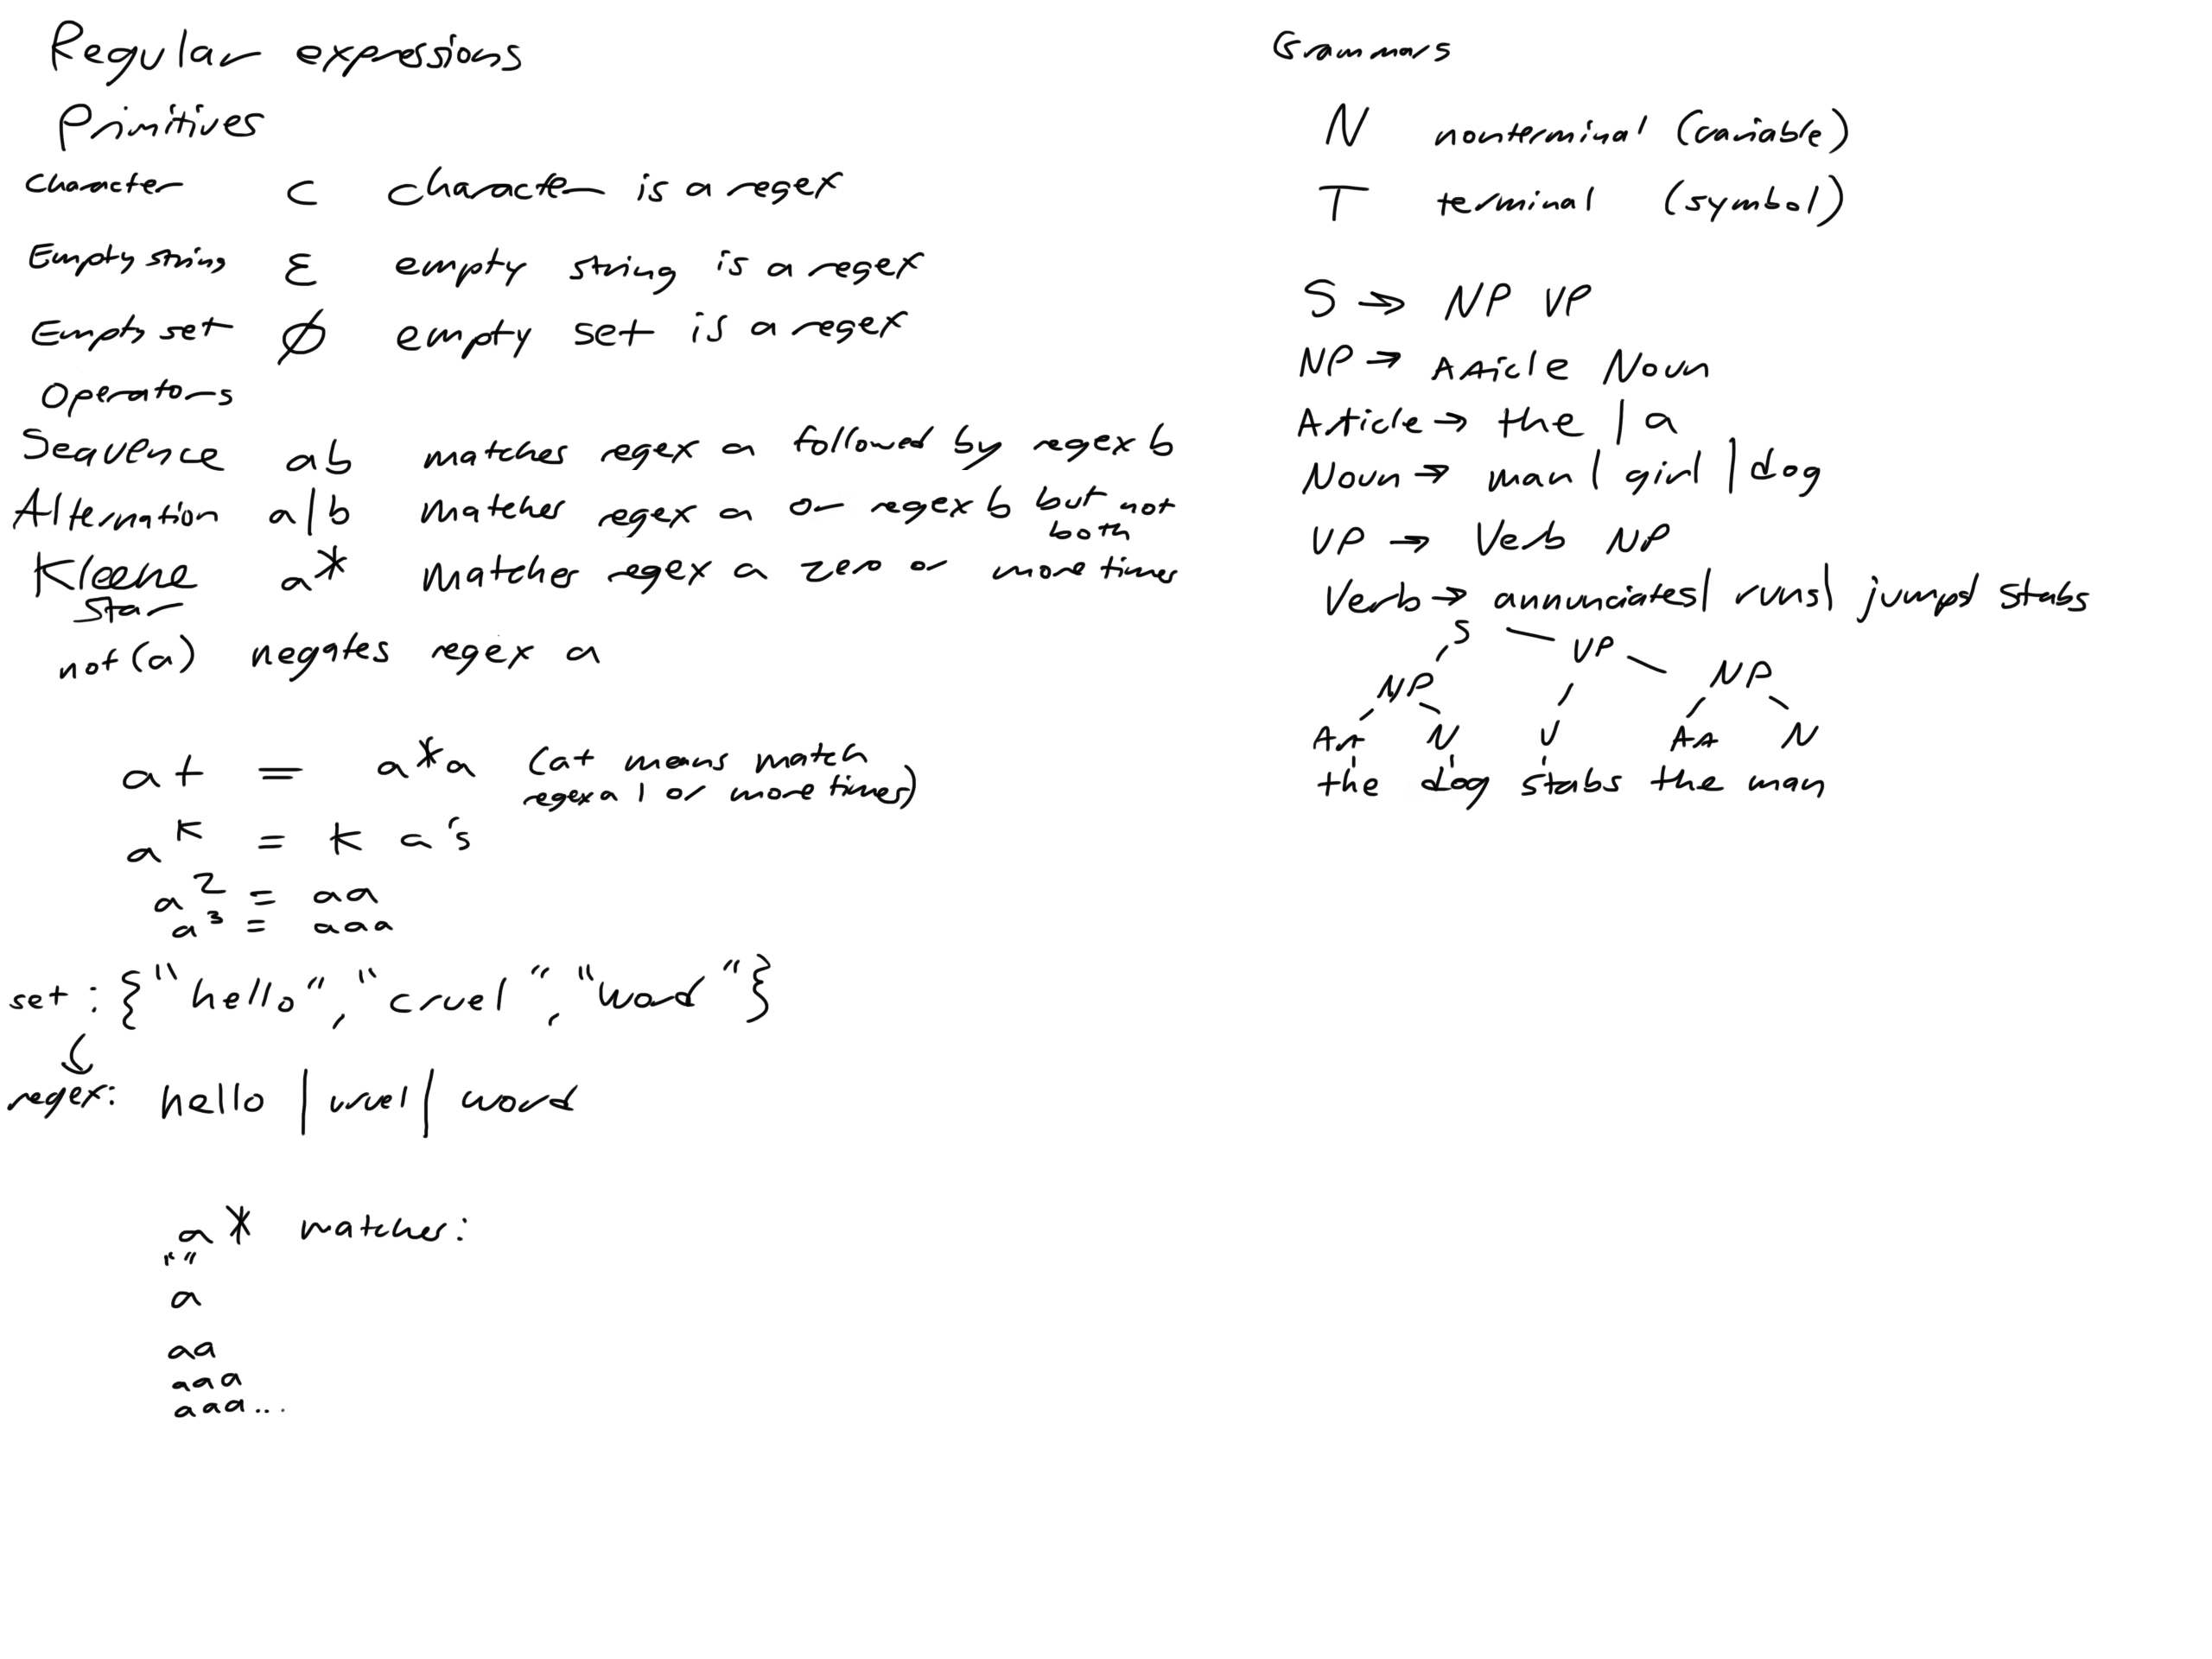 Regular expressions
Primitives
character c character is a regex
Empty string ε empty string is a regex
Empty set ∅ empty set is a regex
Operators
Sequence ab matches regex a followed by regex b
Alternation a|b matches regex a or regex b but not
both
Kleene a* matches regex a zero or more times
star
not(a) negates regex a
a+ = a*a (a+ means match
regex a 1 or more times)
a^k = k a's
a^2 = aa
a^3 = aaa
set: {"hello", "cruel", "word"}
regex: hello | cruel | word
a* matches:
""
a
aa
aaa
aaa...
Grammars
N nonterminal (variable)
T terminal (symbol)
S → NP VP
NP → Article Noun
Article → the | a
Noun → man | girl | dog
VP → Verb NP
Verb → annunciates | runs | jumps | stabs
S
VP
NP NP
Art N V Art N
the dog stabs the man